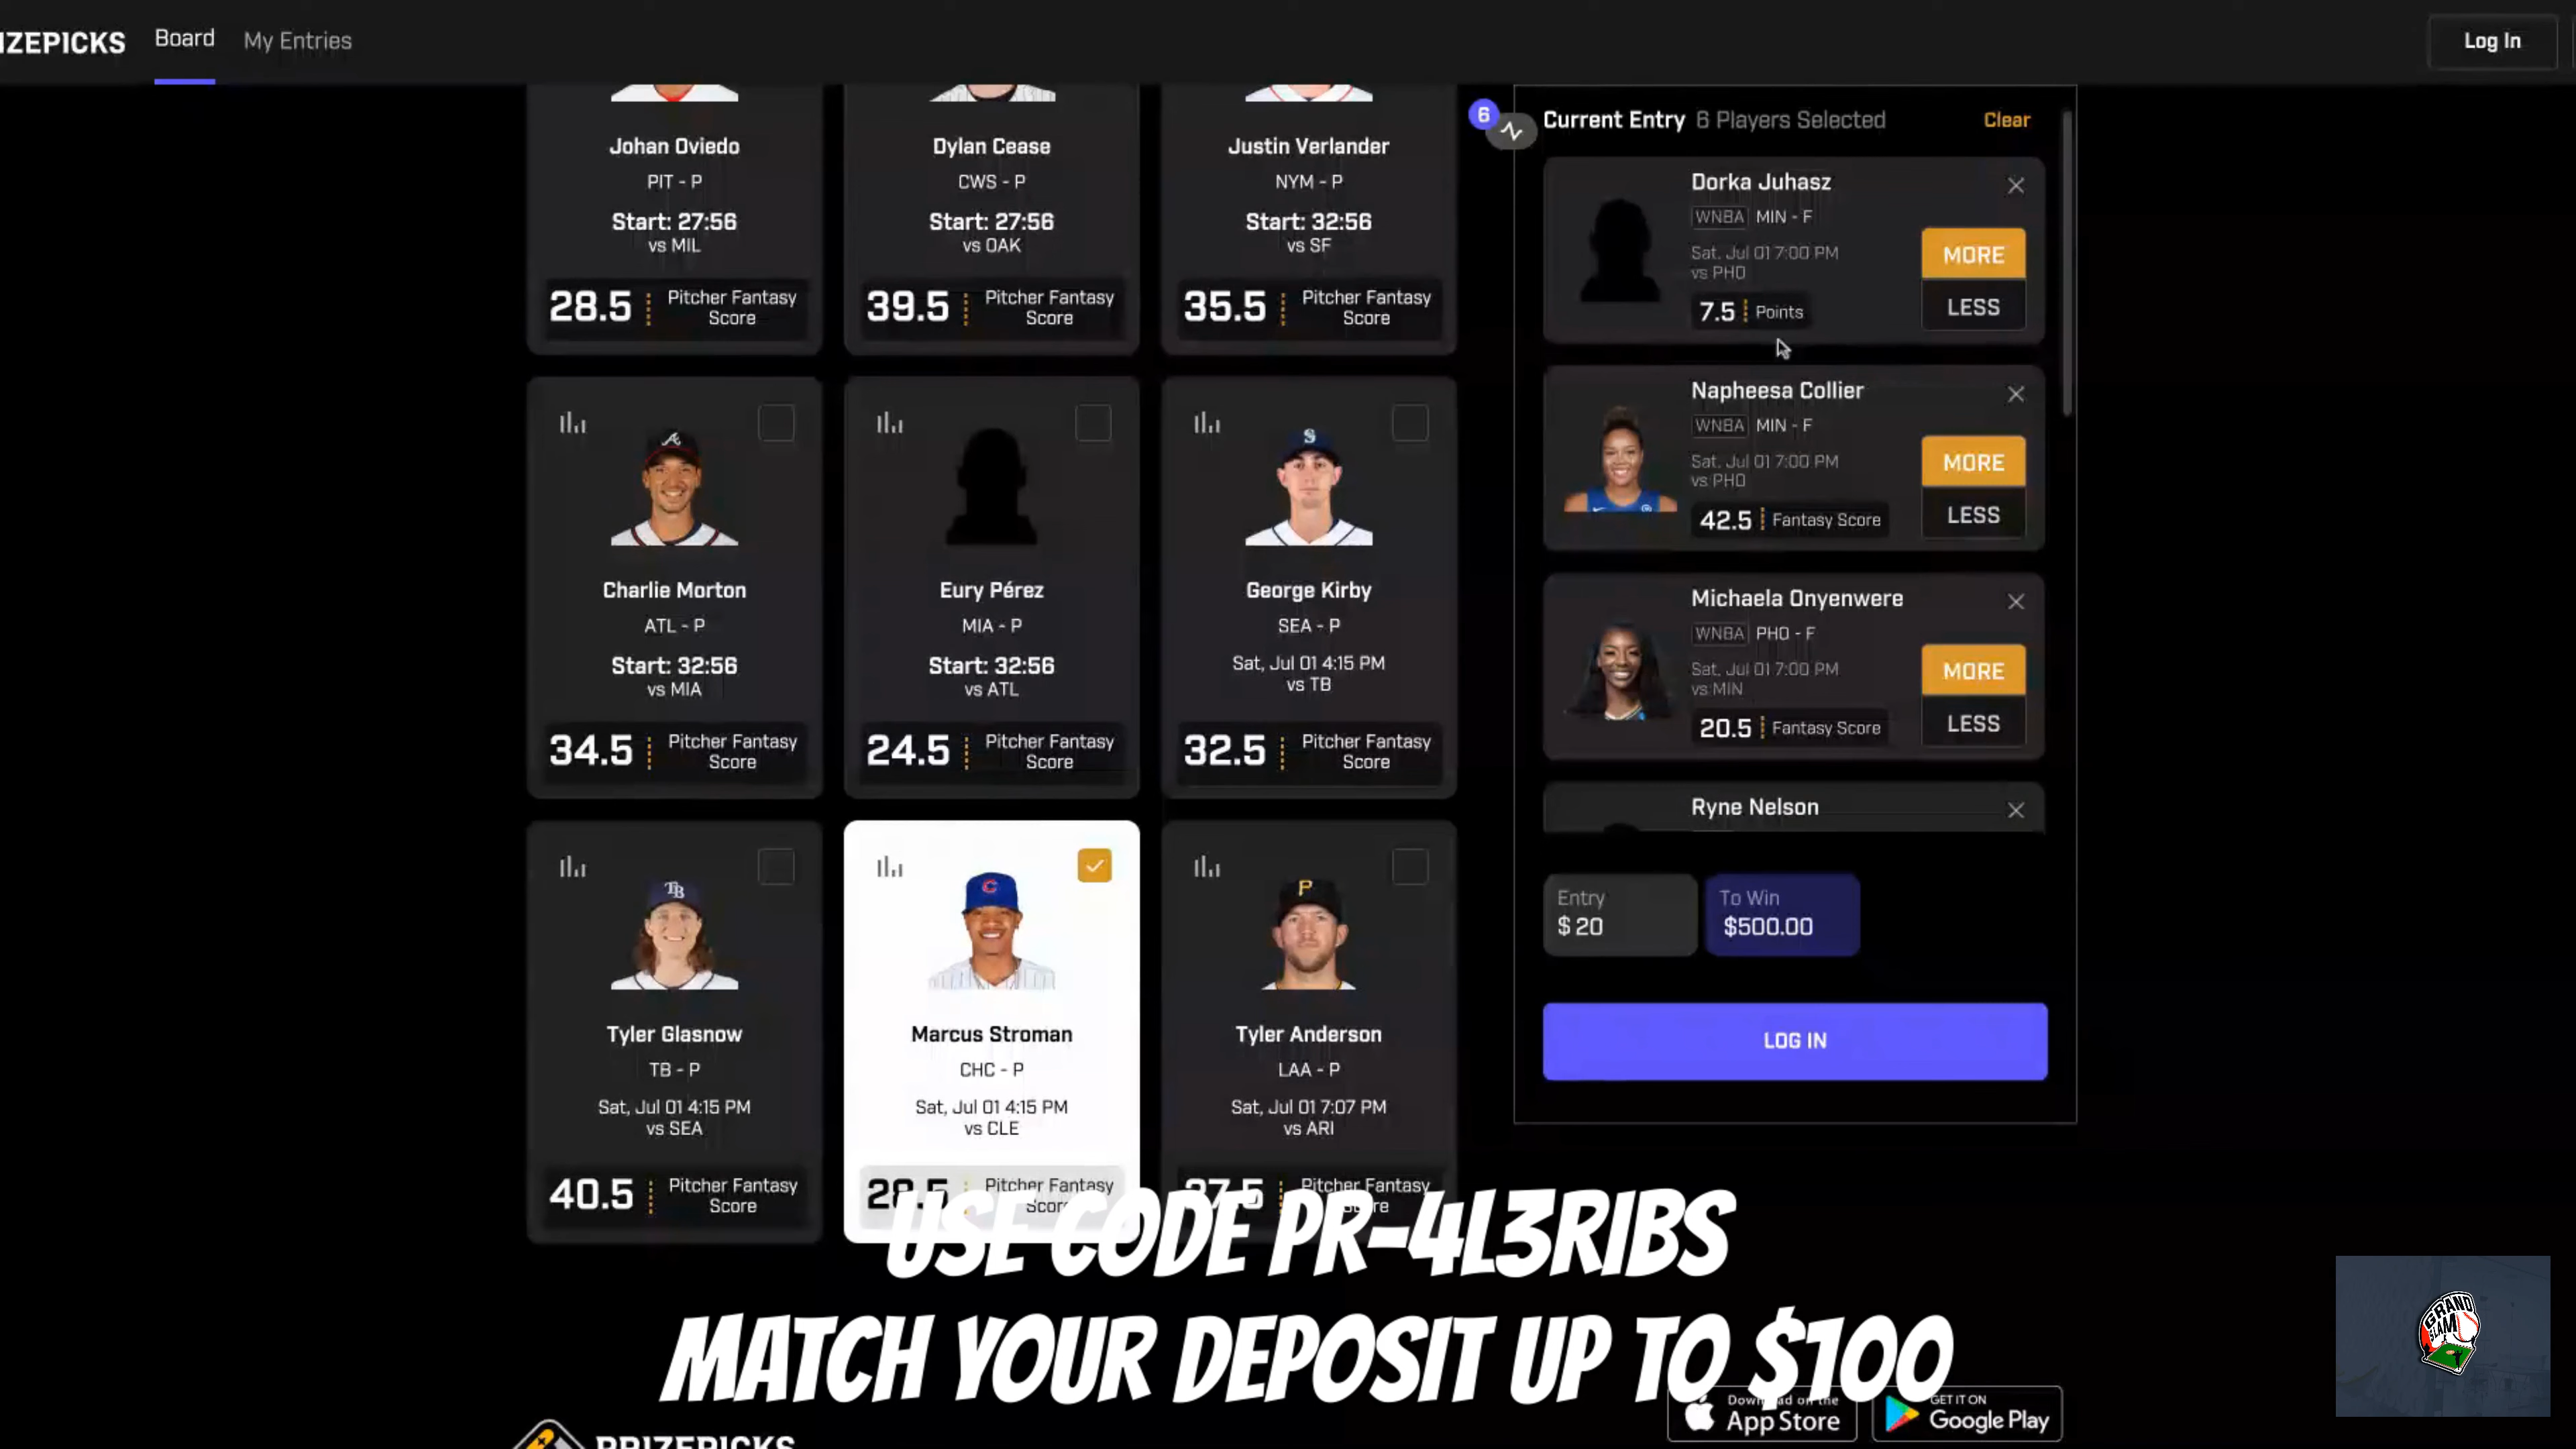 IZEPICKS
Board
My Entries
Log In
Johan Oviedo
PIT - P
Start: 27:56
vs MIL
28.5
Pitcher Fantasy
Score
Dylan Cease
CWS - P
Start: 27:56
vs OAK
39.5
Pitcher Fantasy
Score
Justin Verlander
NYM - P
Start: 32:56
vs SF
35.5
Pitcher Fantasy
Score
Charlie Morton
ATL - P
Start: 32:56
vs MIA
34.5
Pitcher Fantasy
Score
Eury Pérez
MIA - P
Start: 32:56
vs ATL
24.5
Pitcher Fantasy
Score
George Kirby
SEA - P
Sat, Jul 01 4:15 PM
vs TB
32.5
Pitcher Fantasy
Score
Tyler Glasnow
TB - P
Sat, Jul 01 4:15 PM
vs SEA
40.5
Pitcher Fantasy
Score
Marcus Stroman
CHC - P
Sat, Jul 01 4:15 PM
vs CLE
28.5
Pitcher Fantasy
Score
Tyler Anderson
LAA - P
Sat, Jul 01 7:07 PM
vs ARI
Pitcher Fantasy
6
Current Entry 6 Players Selected
Clear
Dorka Juhasz
WNBA MIN - F
Sat, Jul 01 7:00 PM
vs PHO
7.5 Points
MORE
LESS
Napheesa Collier
WNBA MIN - F
Sat, Jul 01 7:00 PM
vs PHO
42.5 Fantasy Score
MORE
LESS
Michaela Onyenwere
WNBA PHO - F
Sat, Jul 01 7:00 PM
vs MIN
20.5 Fantasy Score
MORE
LESS
Ryne Nelson
Entry
$ 20
To Win
$500.00
LOG IN
USE CODE PR-4L3RIBS
MATCH YOUR DEPOSIT UP TO $100
PRIZEPICKS
Download on the
App Store
GET IT ON
Google Play
GRAND
SLAM